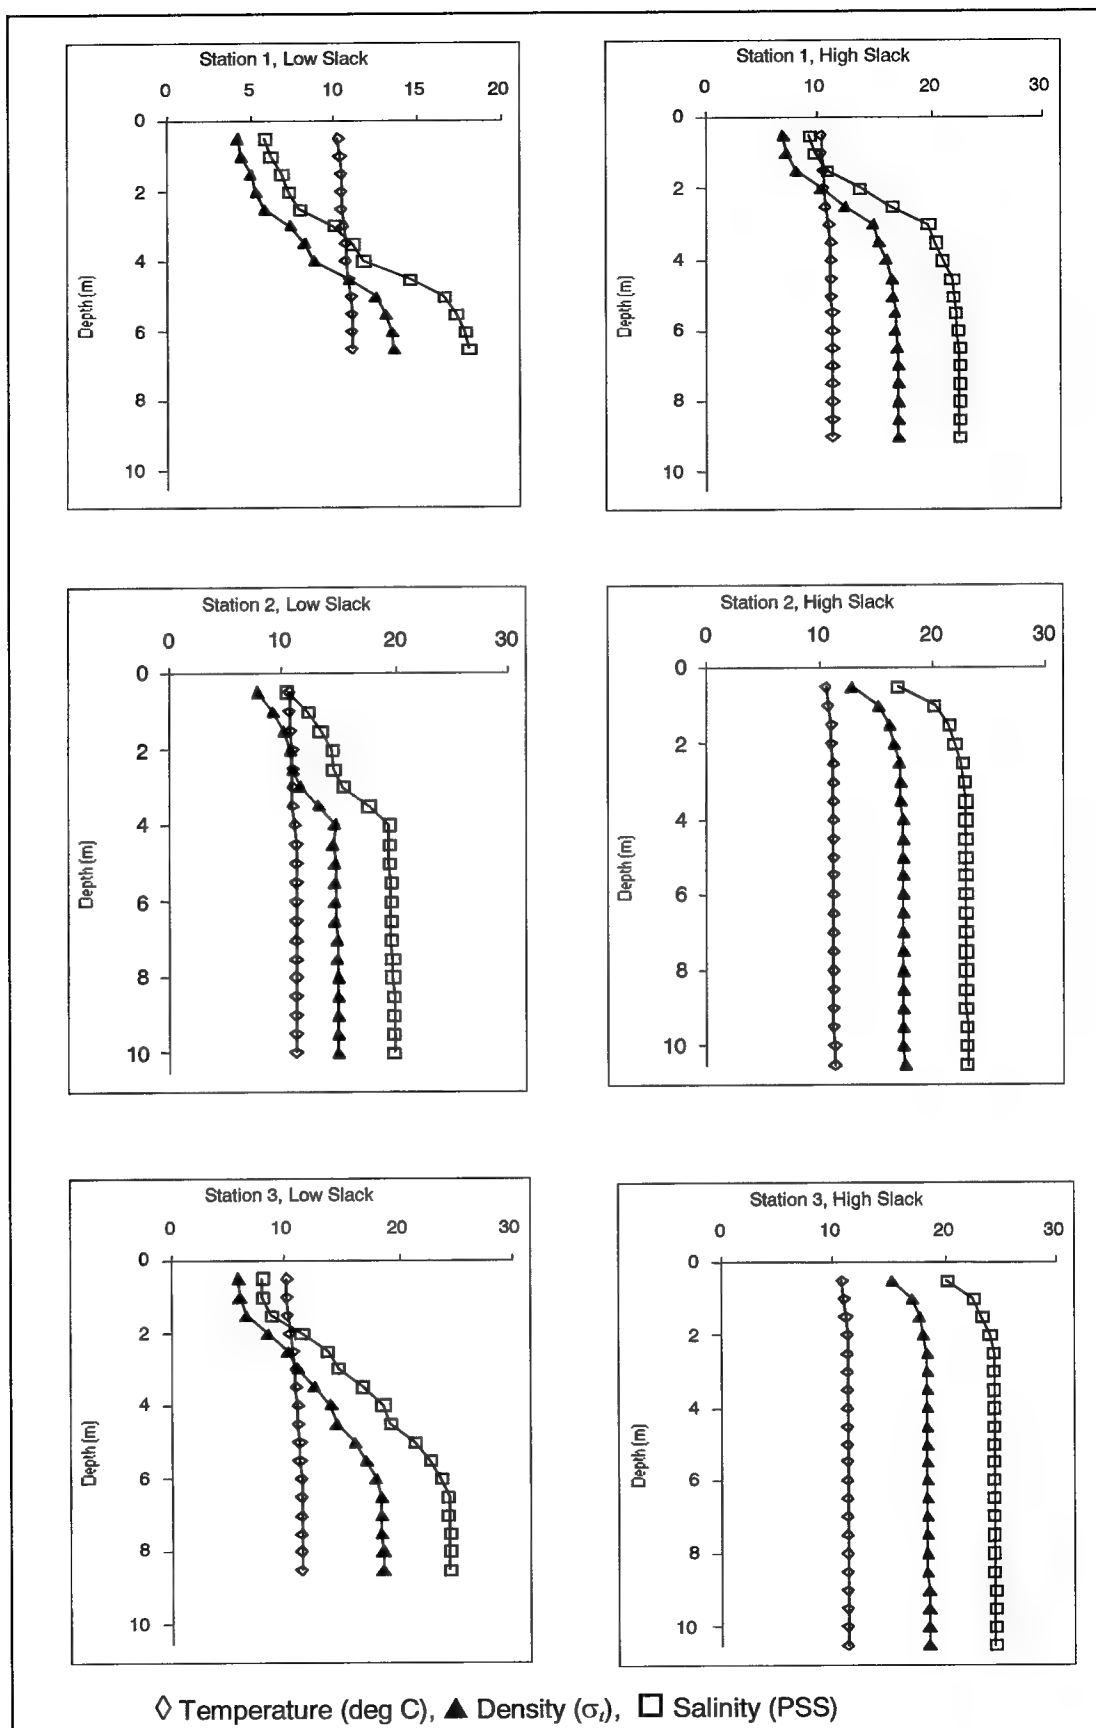 Station 1, Low Slack
0 5 10 15 20
0
2
4
6
8
10
Depth (m)
Station 1, High Slack
0 10 20 30
0
2
4
6
8
10
Depth (m)
Station 2, Low Slack
0 10 20 30
0
2
4
6
8
10
Depth (m)
Station 2, High Slack
0 10 20 30
0
2
4
6
8
10
Depth (m)
Station 3, Low Slack
0 10 20 30
0
2
4
6
8
10
Depth (m)
Station 3, High Slack
0 10 20 30
0
2
4
6
8
10
Depth (m)
◊ Temperature (deg C), ▲ Density (σt), □ Salinity (PSS)